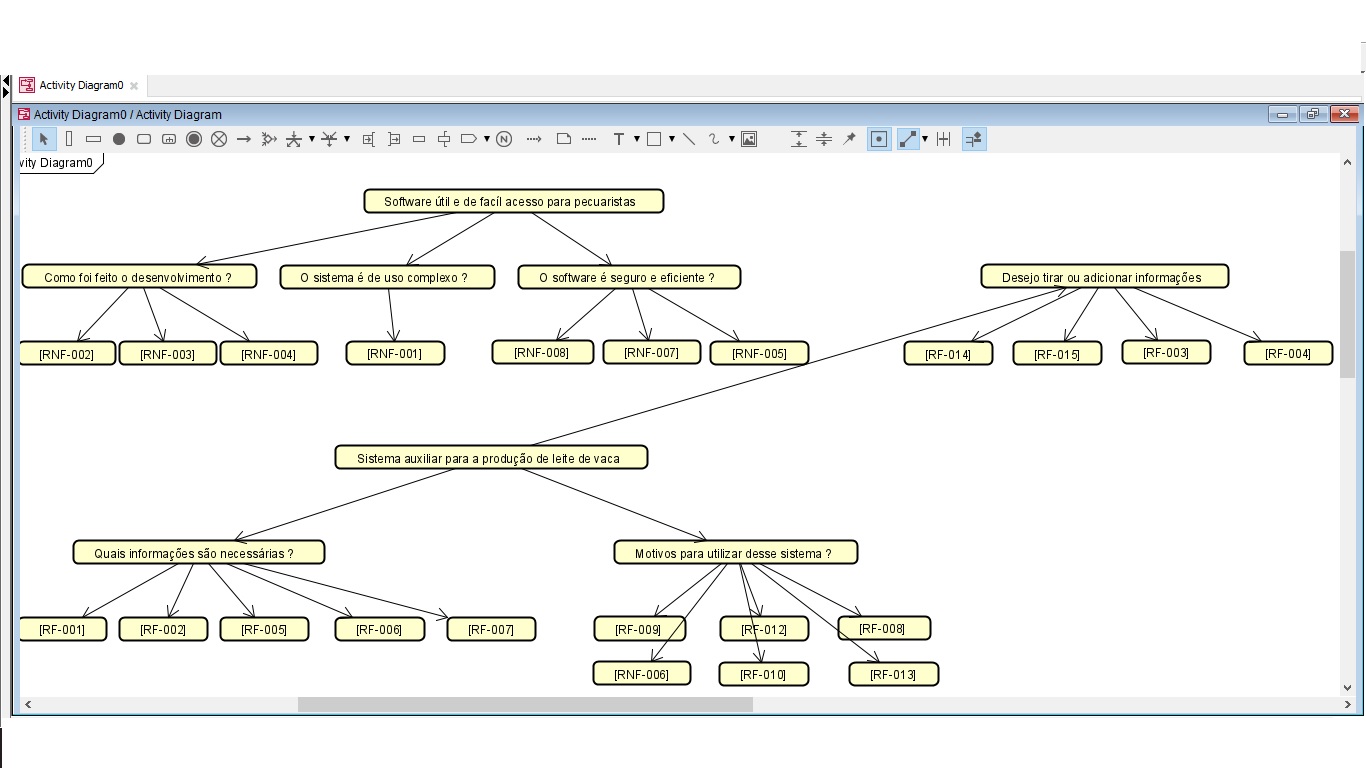 Activity Diagram0
Activity Diagram0 / Activity Diagram
vity Diagram0
Software útil e de facíl acesso para pecuaristas
Como foi feito o desenvolvimento ?
O sistema é de uso complexo ?
O software é seguro e eficiente ?
Desejo tirar ou adicionar informações
[RNF-002]
[RNF-003]
[RNF-004]
[RNF-001]
[RNF-008]
[RNF-007]
[RNF-005]
[RF-014]
[RF-015]
[RF-003]
[RF-004]
Sistema auxiliar para a produção de leite de vaca
Quais informações são necessárias ?
Motivos para utilizar desse sistema ?
[RF-001]
[RF-002]
[RF-005]
[RF-006]
[RF-007]
[RF-009]
[RF-012]
[RF-008]
[RNF-006]
[RF-010]
[RF-013]